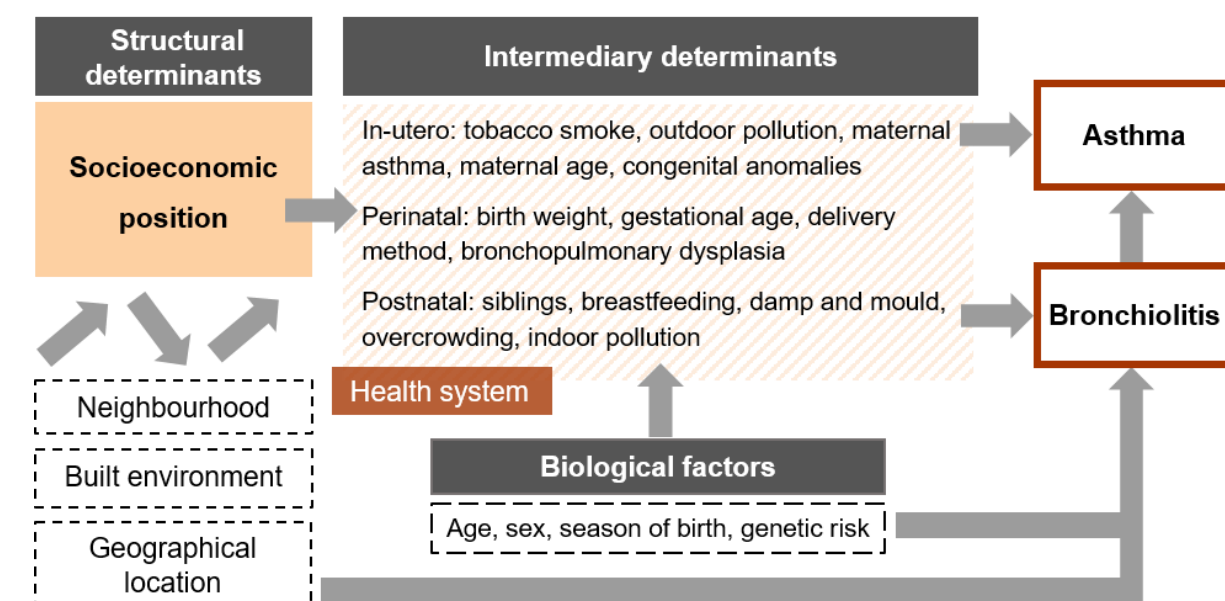 Structural
determinants
Intermediary determinants
Socioeconomic
position
In-utero: tobacco smoke, outdoor pollution, maternal
asthma, maternal age, congenital anomalies
Perinatal: birth weight, gestational age, delivery
method, bronchopulmonary dysplasia
Postnatal: siblings, breastfeeding, damp and mould,
overcrowding, indoor pollution
Health system
Asthma
Bronchiolitis
Neighbourhood
Built environment
Geographical
location
Biological factors
Age, sex, season of birth, genetic risk